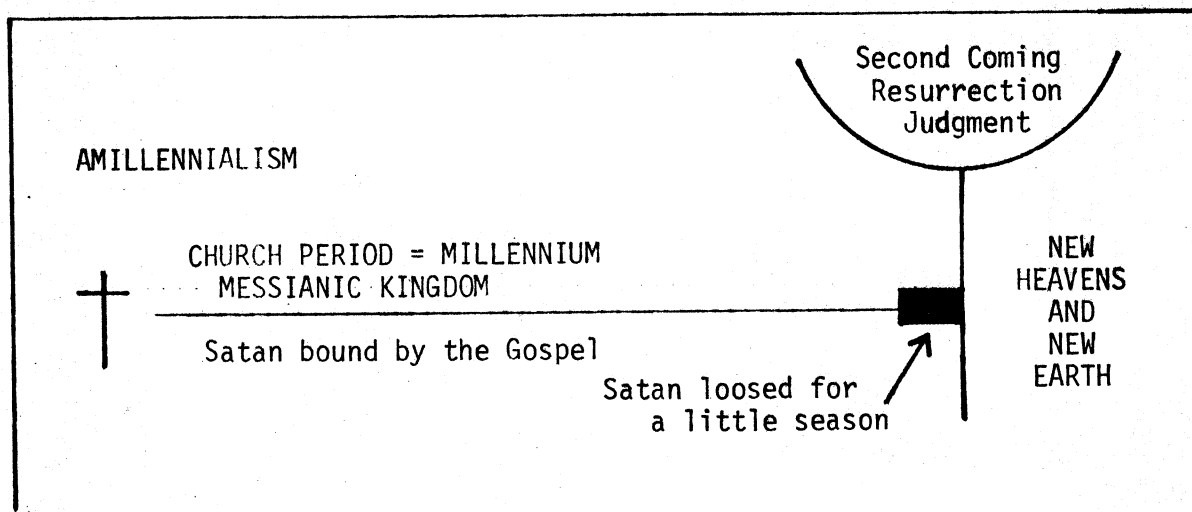 Second Coming
Resurrection
Judgment
AMILLENNIALISM
CHURCH PERIOD = MILLENNIUM
MESSIANIC KINGDOM
Satan bound by the Gospel
Satan loosed for
a little season
NEW
HEAVENS
AND
NEW
EARTH